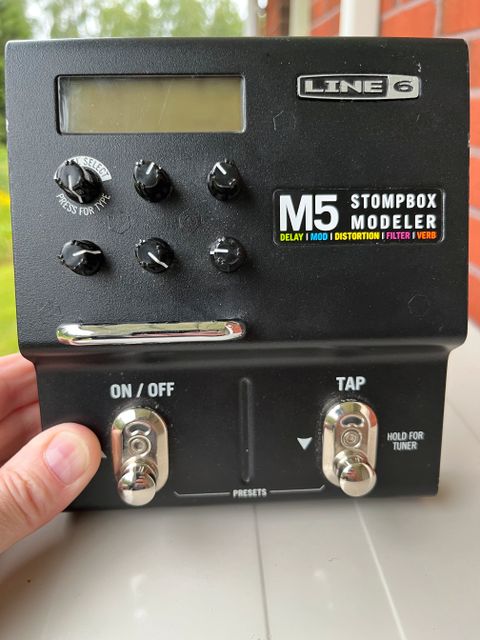 LINE 6
SELECT
PRESS FOR TYPE
M5 STOMPBOX
MODELER
DELAY | MOD | DISTORTION | FILTER | VERB
ON / OFF
TAP
HOLD FOR
TUNER
PRESETS